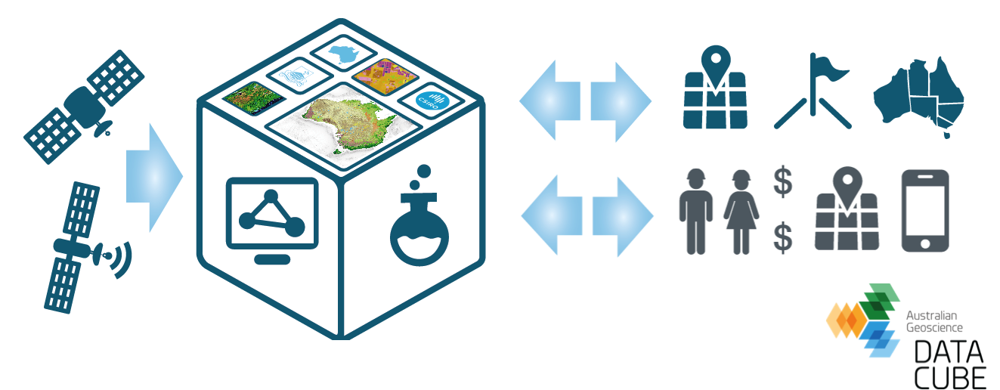 CSIRO
$
$
Australian
Geoscience
DATA
CUBE